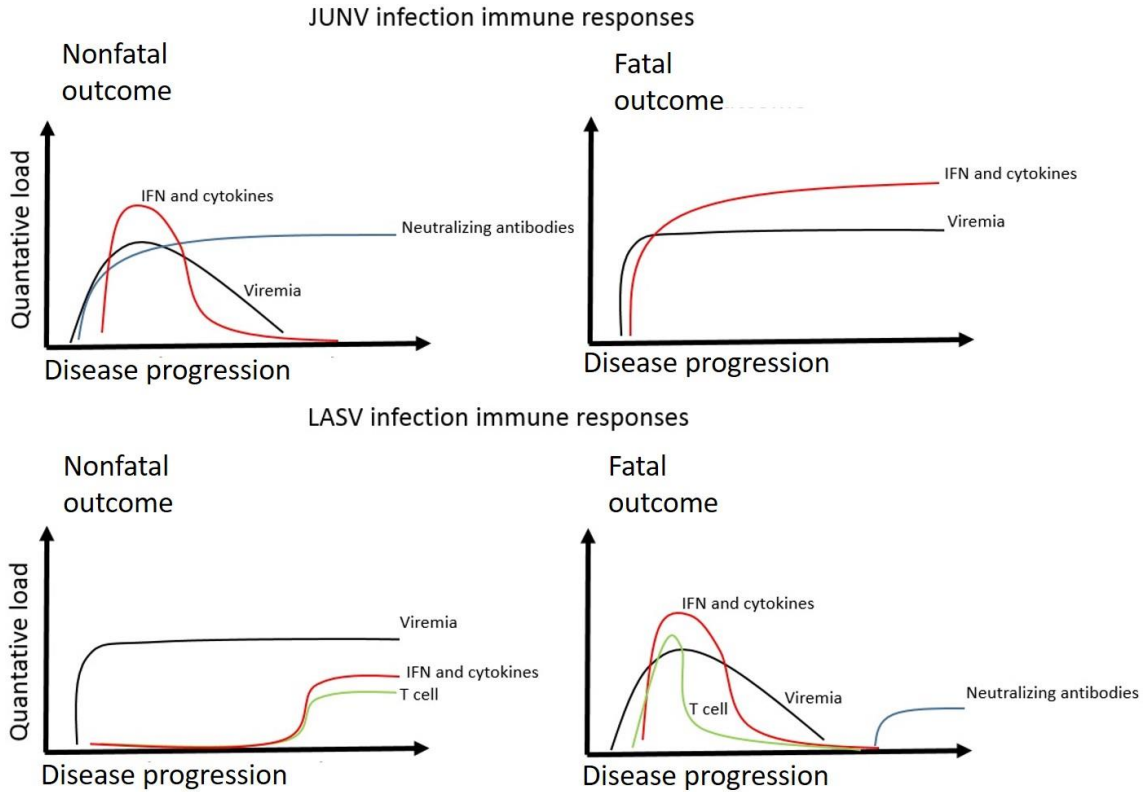 JUNV infection immune responses
Nonfatal
outcome
Fatal
outcome
Quantative load
IFN and cytokines
Neutralizing antibodies
Viremia
Disease progression
IFN and cytokines
Viremia
Disease progression
LASV infection immune responses
Nonfatal
outcome
Fatal
outcome
Quantative load
Viremia
IFN and cytokines
T cell
Disease progression
IFN and cytokines
T cell
Viremia
Neutralizing antibodies
Disease progression